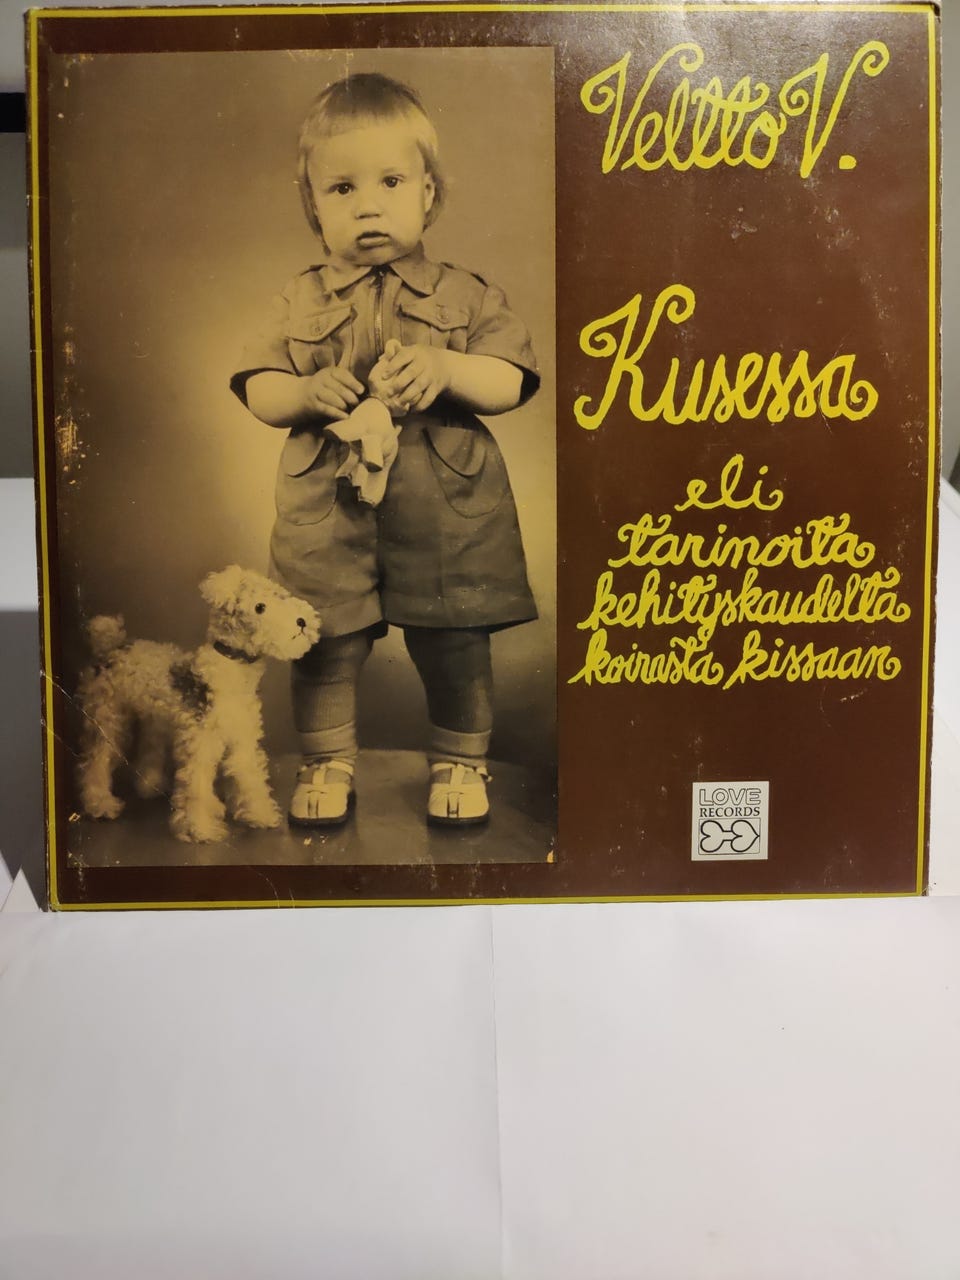 Veltto V.
Kusessa
eli
tarinoita
kehityskaudelta
koirasta kissaan
LOVE
RECORDS